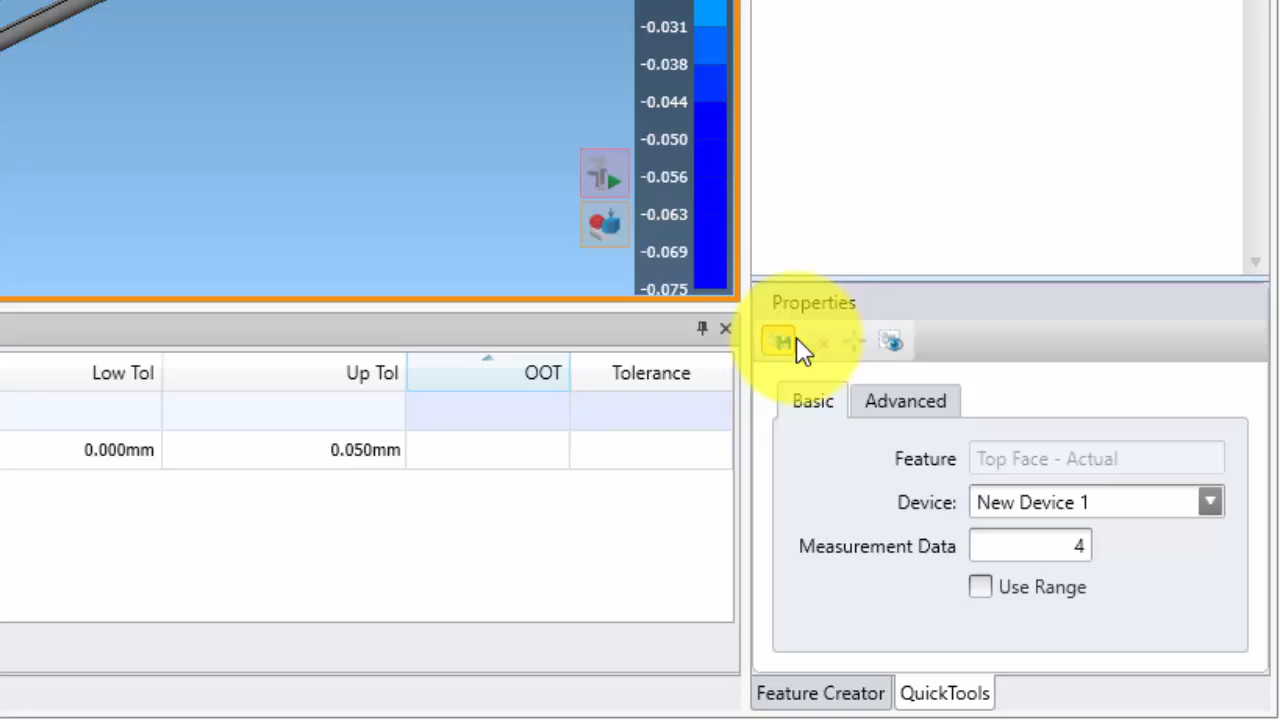 -0.031
-0.038
-0.044
-0.050
-0.056
-0.063
-0.069
-0.075
Low Tol Up Tol OOT Tolerance
0.000mm 0.050mm
Properties
Basic Advanced
Feature Top Face - Actual
Device: New Device 1
Measurement Data 4
Use Range
Feature Creator QuickTools